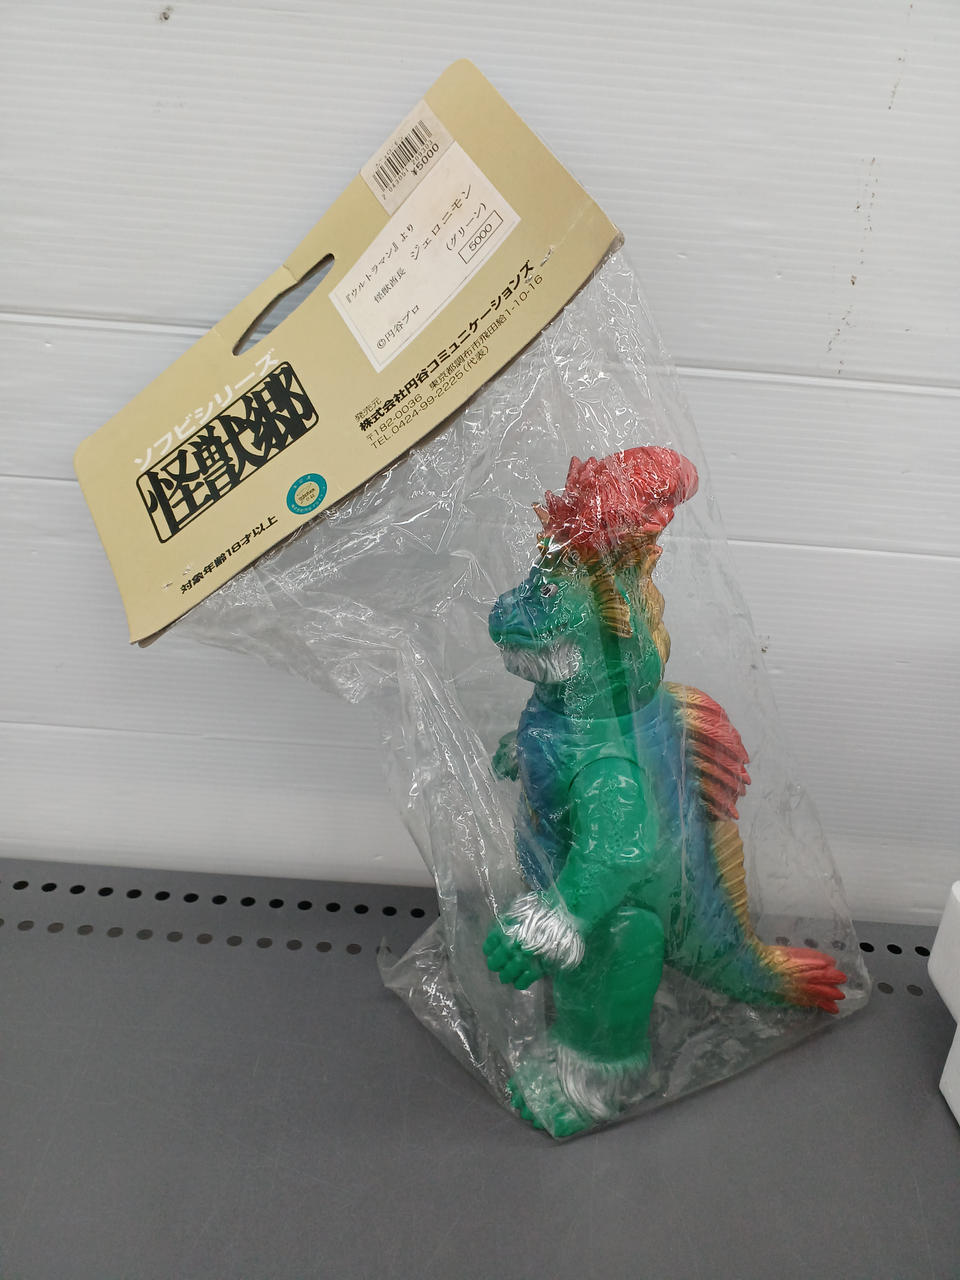 ¥5000
『ウルトラマン』より
怪獣酋長 ジェロニモン
(グリーン)
©円谷プロ
5000
ソフビシリーズ
怪獣郷
対象年齢18才以上
発売元
株式会社円谷コミュニケーションズ
〒182-0036 東京都調布市飛田給1-10-16
TEL.0424-99-2225(代表)